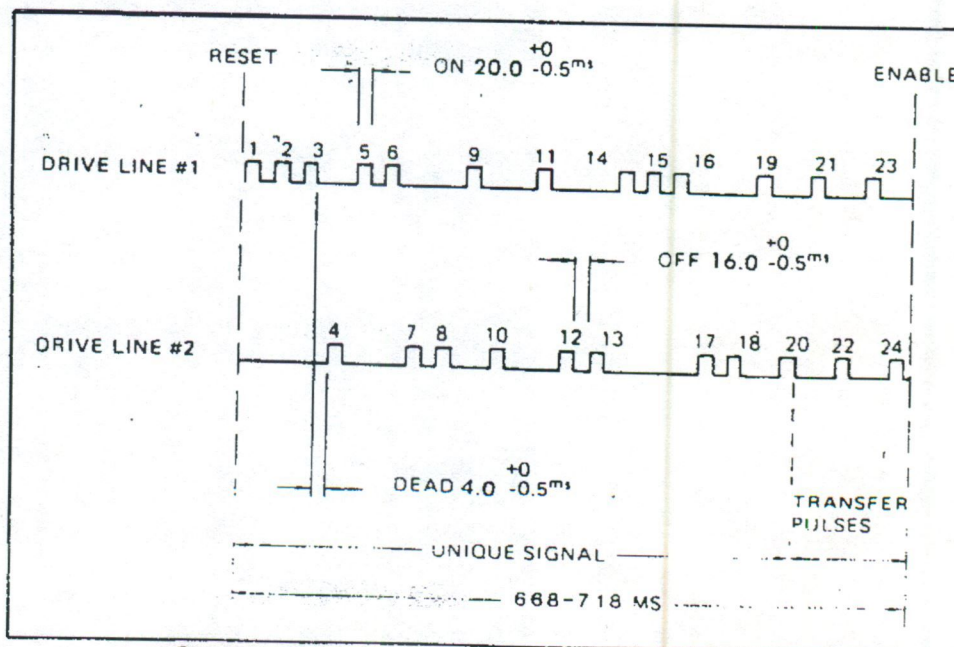 +0
RESET
ON 20.0 -0.5ms
ENABLE
1 2 3 5 6 9 11 14 15 16 19 21 23
DRIVE LINE #1
+0
OFF 16.0 -0.5ms
4 7 8 10 12 13 17 18 20 22 24
DRIVE LINE #2
+0
DEAD 4.0 -0.5ms
TRANSFER
PULSES
UNIQUE SIGNAL
668-718 MS